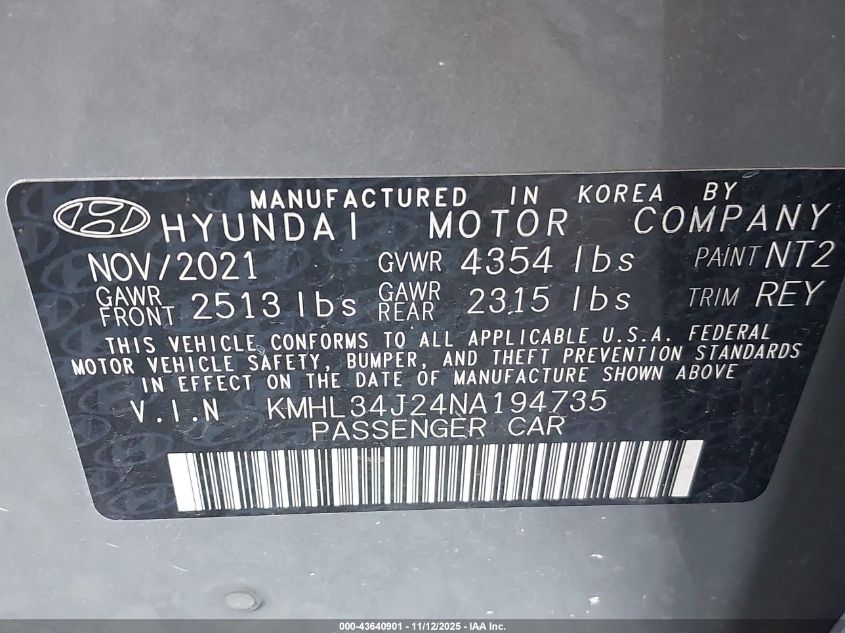 MANUFACTURED IN KOREA BY
HYUNDAI MOTOR COMPANY
NOV/2021 GVWR 4354 lbs PAINT NT2
GAWR FRONT 2513 lbs GAWR REAR 2315 lbs TRIM REY
THIS VEHICLE CONFORMS TO ALL APPLICABLE U.S.A. FEDERAL
MOTOR VEHICLE SAFETY, BUMPER, AND THEFT PREVENTION STANDARDS
IN EFFECT ON THE DATE OF MANUFACTURE SHOWN ABOVE
V.I.N KMHL34J24NA194735
PASSENGER CAR
000-43640901 - 11/12/2025 - IAA Inc.